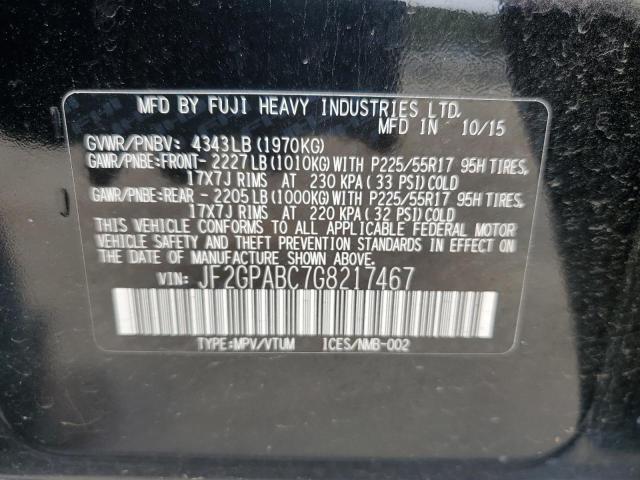 MFD BY FUJI HEAVY INDUSTRIES LTD.
MFD IN 10/15
GVWR/PNBV: 4343LB(1970KG)
GAWR/PNBE:FRONT- 2227LB(1010KG)WITH P225/55R17 95H TIRES,
17X7J RIMS AT 230 KPA(33 PSI)COLD
GAWR/PNBE:REAR - 2205LB(1000KG)WITH P225/55R17 95H TIRES,
17X7J RIMS AT 220 KPA(32 PSI)COLD
THIS VEHICLE CONFORMS TO ALL APPLICABLE FEDERAL MOTOR
VEHICLE SAFETY AND THEFT PREVENTION STANDARDS IN EFFECT ON
THE DATE OF MANUFACTURE SHOWN ABOVE.
VIN: JF2GPABC7G8217467
TYPE:MPV/VTUM ICES/NMB-002